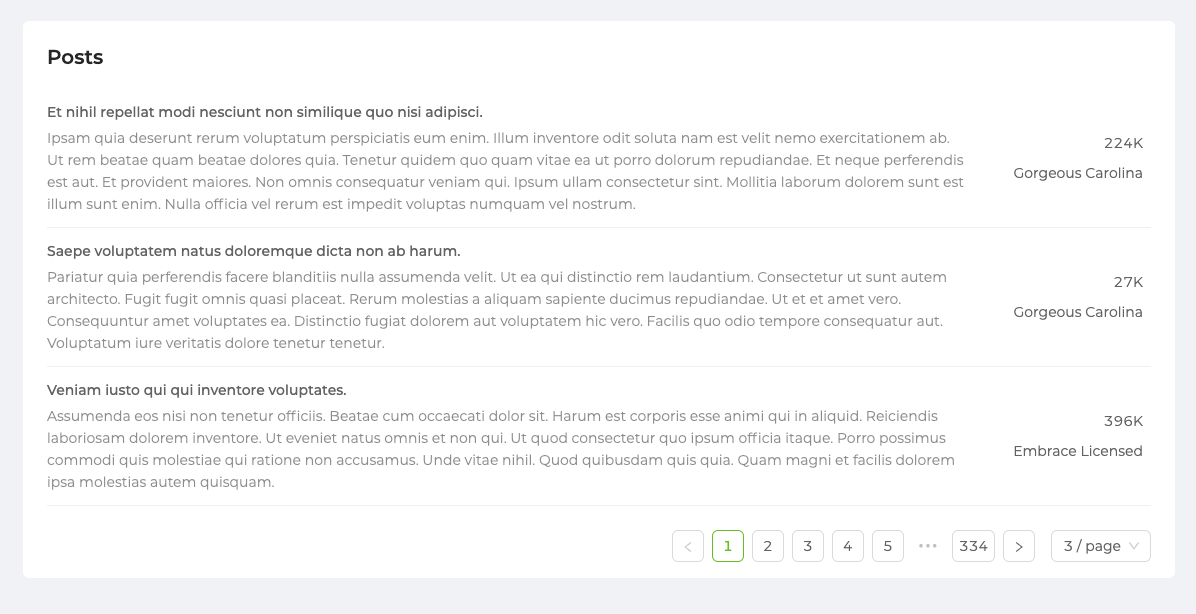 Posts
Et nihil repellat modi nesciunt non similique quo nisi adipisci.
Ipsam quia deserunt rerum voluptatum perspiciatis eum enim. Illum inventore odit soluta nam est velit nemo exercitationem ab.
Ut rem beatae quam beatae dolores quia. Tenetur quidem quo quam vitae ea ut porro dolorum repudiandae. Et neque perferendis
est aut. Et provident maiores. Non omnis consequatur veniam qui. Ipsum ullam consectetur sint. Mollitia laborum dolorem sunt est
illum sunt enim. Nulla officia vel rerum est impedit voluptas numquam vel nostrum.
224K
Gorgeous Carolina
Saepe voluptatem natus doloremque dicta non ab harum.
Pariatur quia perferendis facere blanditiis nulla assumenda velit. Ut ea qui distinctio rem laudantium. Consectetur ut sunt autem
architecto. Fugit fugit omnis quasi placeat. Rerum molestias a aliquam sapiente ducimus repudiandae. Ut et et amet vero.
Consequuntur amet voluptates ea. Distinctio fugiat dolorem aut voluptatem hic vero. Facilis quo odio tempore consequatur aut.
Voluptatum iure veritatis dolore tenetur tenetur.
27K
Gorgeous Carolina
Veniam iusto qui qui inventore voluptates.
Assumenda eos nisi non tenetur officiis. Beatae cum occaecati dolor sit. Harum est corporis esse animi qui in aliquid. Reiciendis
laboriosam dolorem inventore. Ut eveniet natus omnis et non qui. Ut quod consectetur quo ipsum officia itaque. Porro possimus
commodi quis molestiae qui ratione non accusamus. Unde vitae nihil. Quod quibusdam quis quia. Quam magni et facilis dolorem
ipsa molestias autem quisquam.
396K
Embrace Licensed
< 1 2 3 4 5 ••• 334 > 3 / page